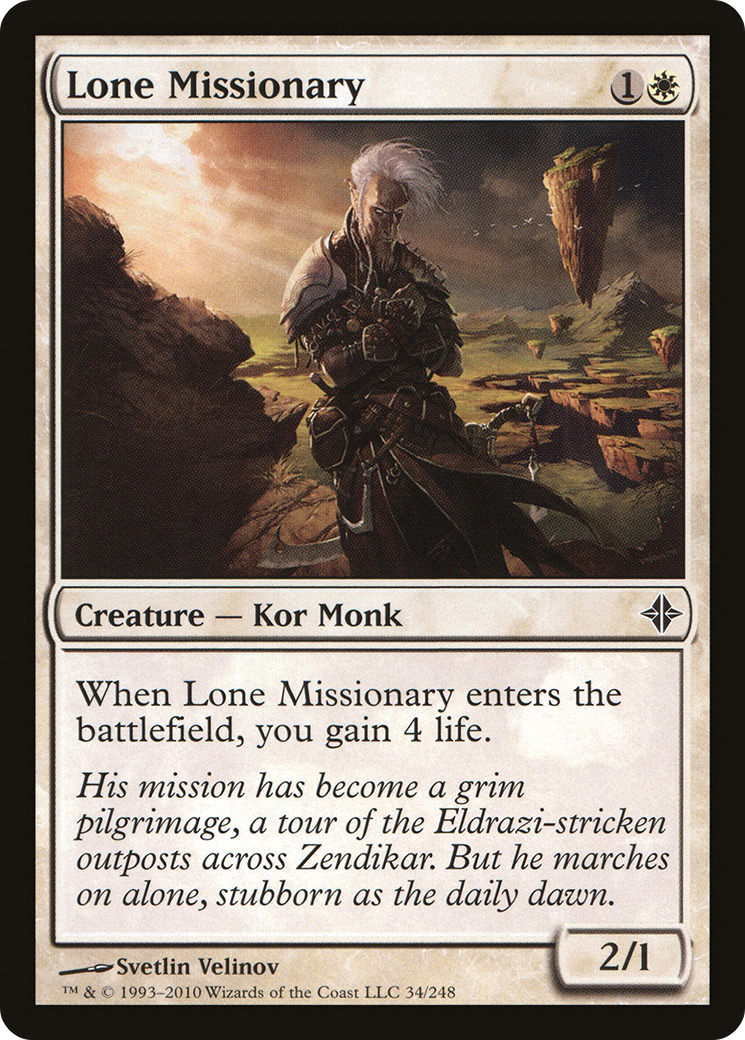 Lone Missionary 1
Creature — Kor Monk
When Lone Missionary enters the
battlefield, you gain 4 life.
His mission has become a grim
pilgrimage, a tour of the Eldrazi-stricken
outposts across Zendikar. But he marches
on alone, stubborn as the daily dawn.
2/1
Svetlin Velinov
™ & © 1993–2010 Wizards of the Coast LLC 34/248